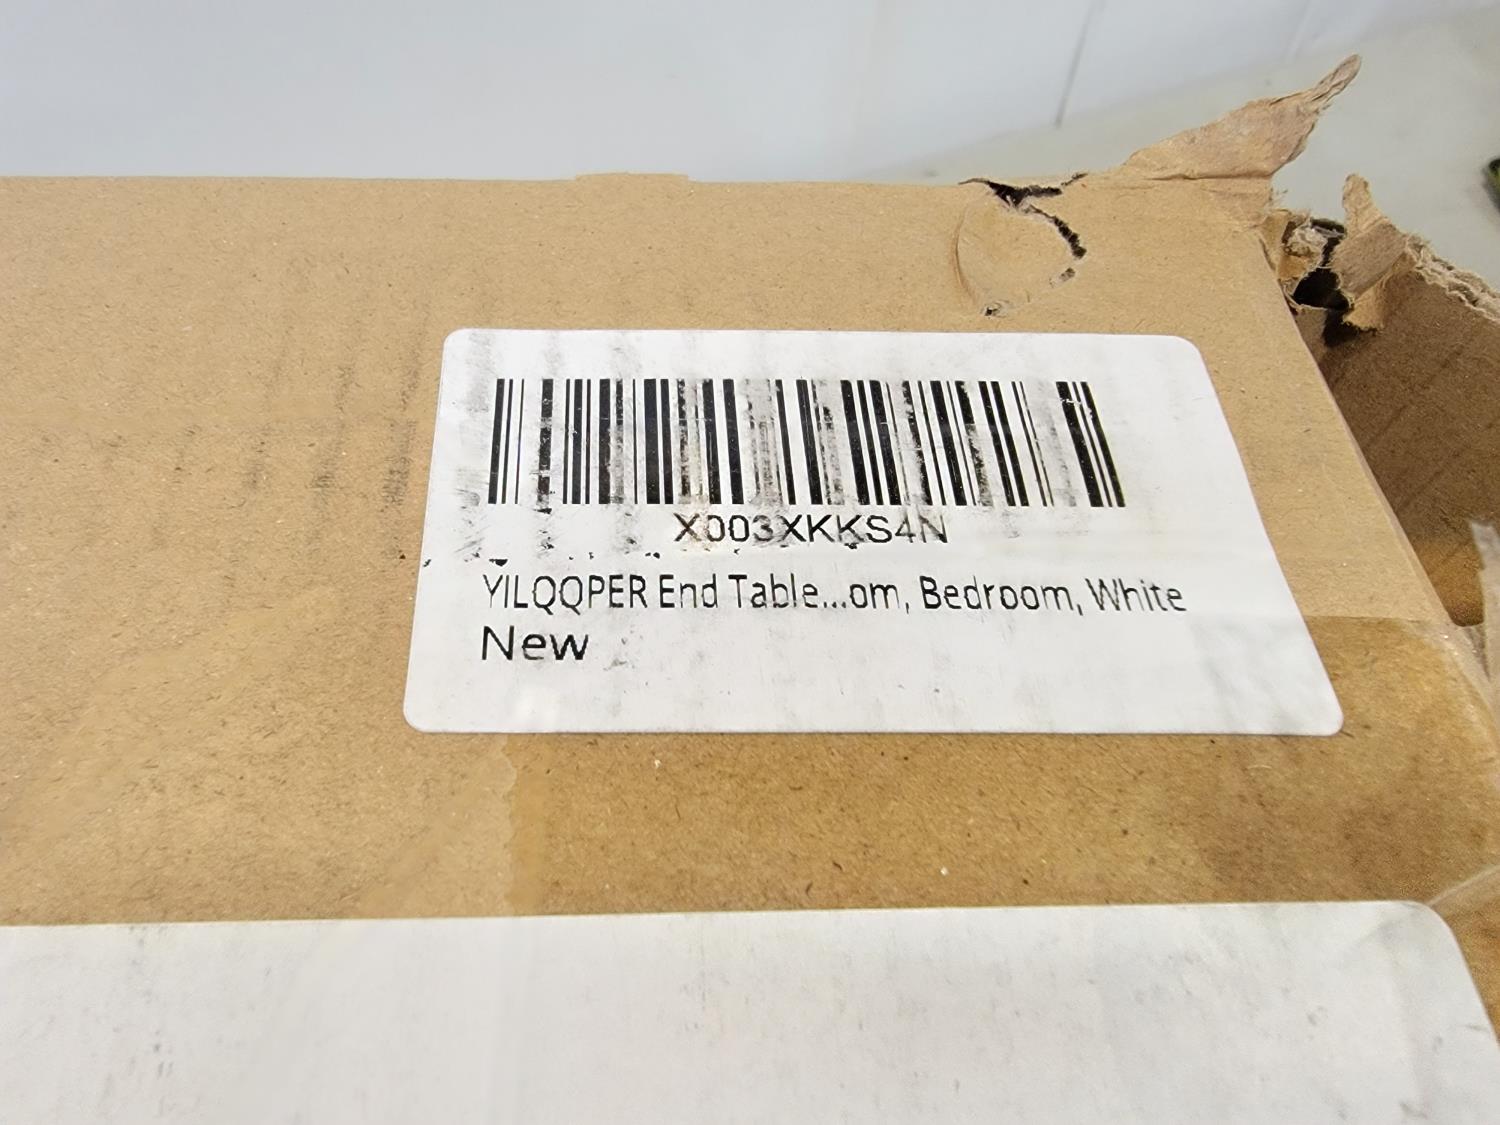 X003XKKS4N
YILQQPER End Table...om, Bedroom, White
New